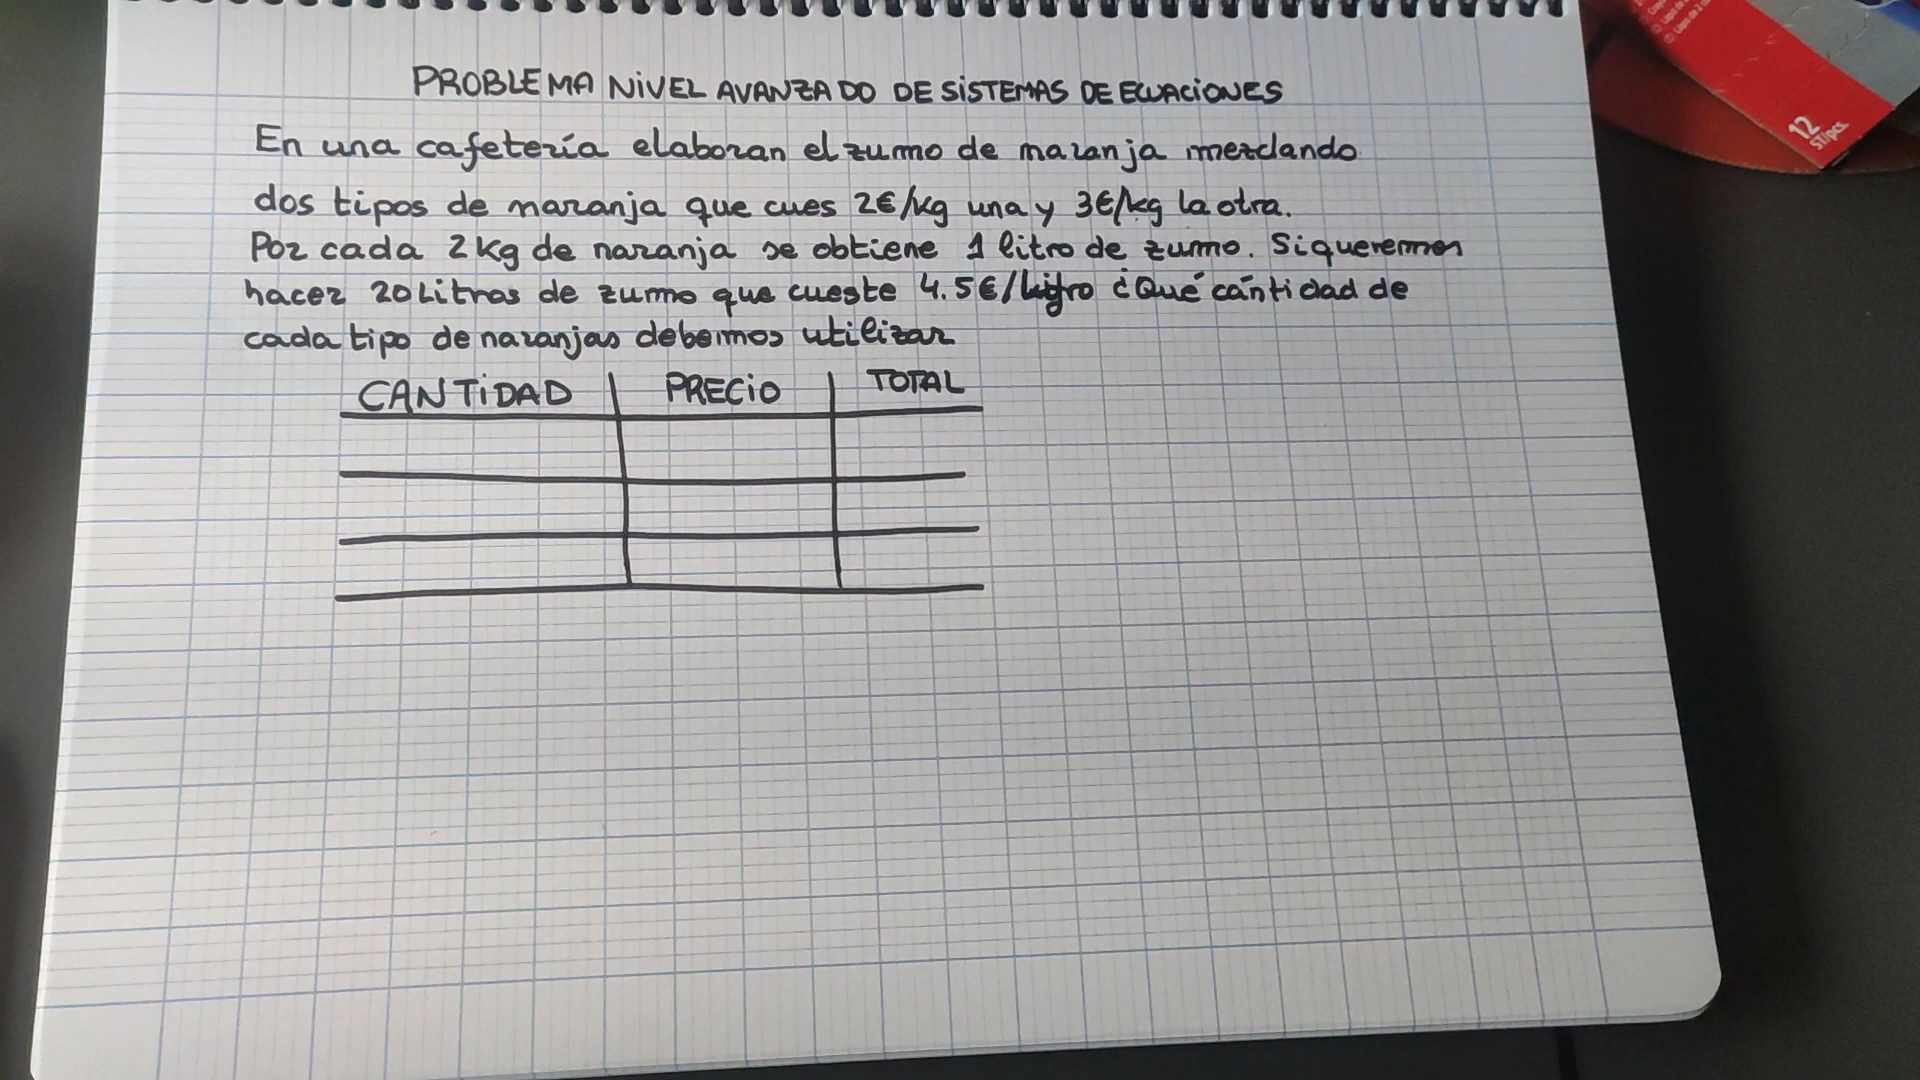 PROBLEMA NIVEL AVANZADO DE SISTEMAS DE ECUACIONES
En una cafetería elaboran el zumo de naranja mezclando
dos tipos de naranja que cues 2€/kg una y 3€/kg la otra.
Por cada 2kg de naranja se obtiene 1 litro de zumo. Si queremos
hacer 20 Litros de zumo que cueste 4.5€/litro ¿Qué cántidad de
cada tipo de naranjas debemos utilizar
CANTIDAD PRECIO TOTAL
12
ST/pcs.